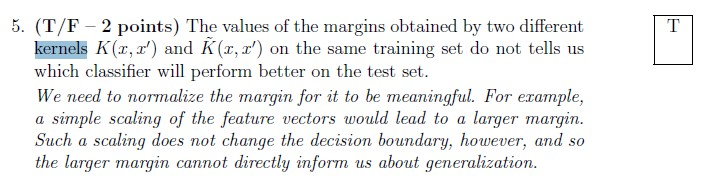 5. (T/F – 2 points) The values of the margins obtained by two different
T
kernels K(x, x′) and K̃(x, x′) on the same training set do not tells us
which classifier will perform better on the test set.
We need to normalize the margin for it to be meaningful. For example,
a simple scaling of the feature vectors would lead to a larger margin.
Such a scaling does not change the decision boundary, however, and so
the larger margin cannot directly inform us about generalization.